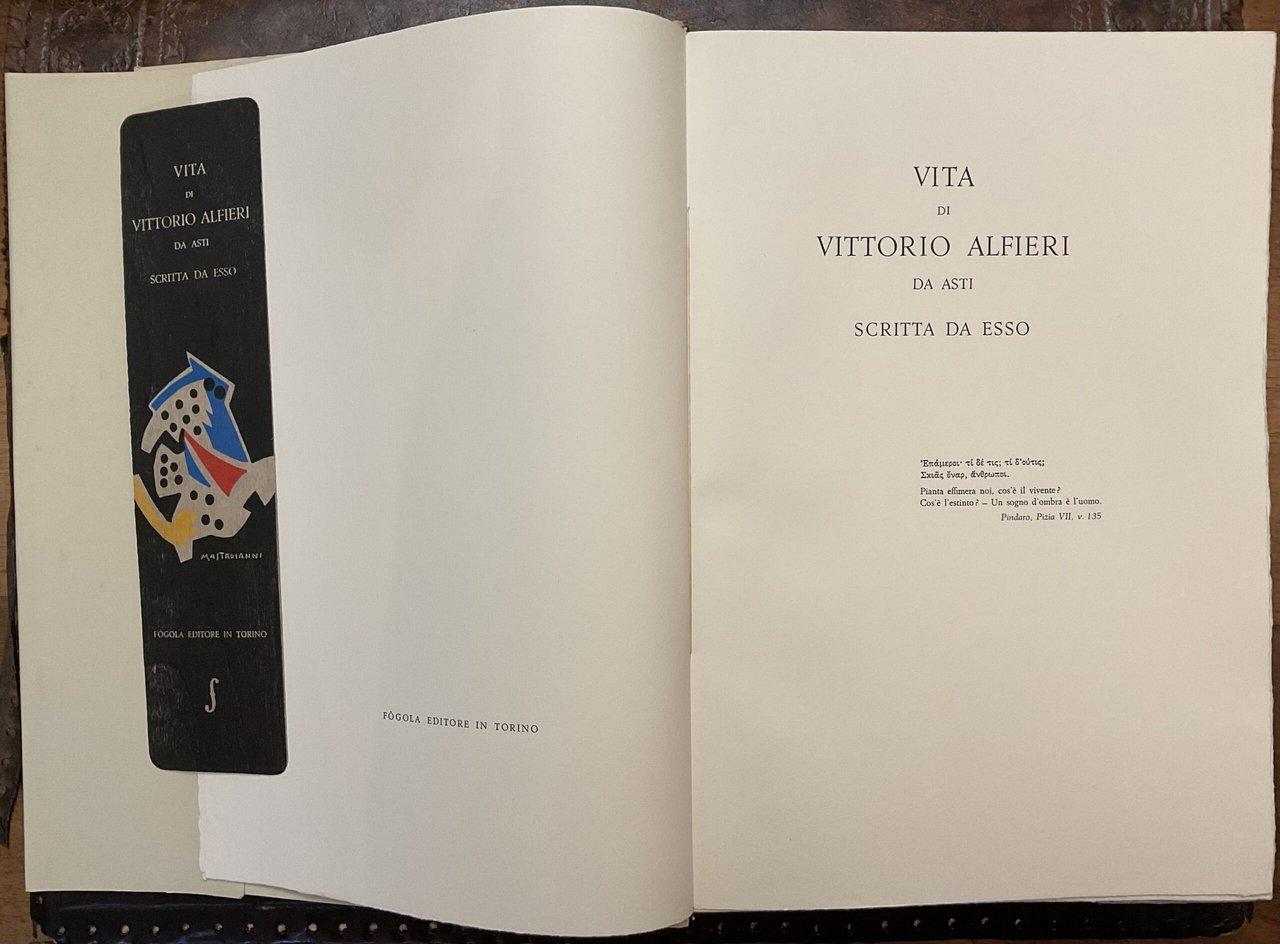 VITA
DI
VITTORIO ALFIERI
DA ASTI
SCRITTA DA ESSO
MASTROIANNI
FÒGOLA EDITORE IN TORINO
f
FÒGOLA EDITORE IN TORINO
VITA
DI
VITTORIO ALFIERI
DA ASTI
SCRITTA DA ESSO
Ἐπάμεροι· τί δέ τις; τί δ'οὔτις;
Σκιᾶς ὄναρ, ἄνθρωποι.
Pianta effimera noi, cos'è il vivente?
Cos'è l'estinto? – Un sogno d'ombra è l'uomo.
Pindaro, Pizia VII, v. 135